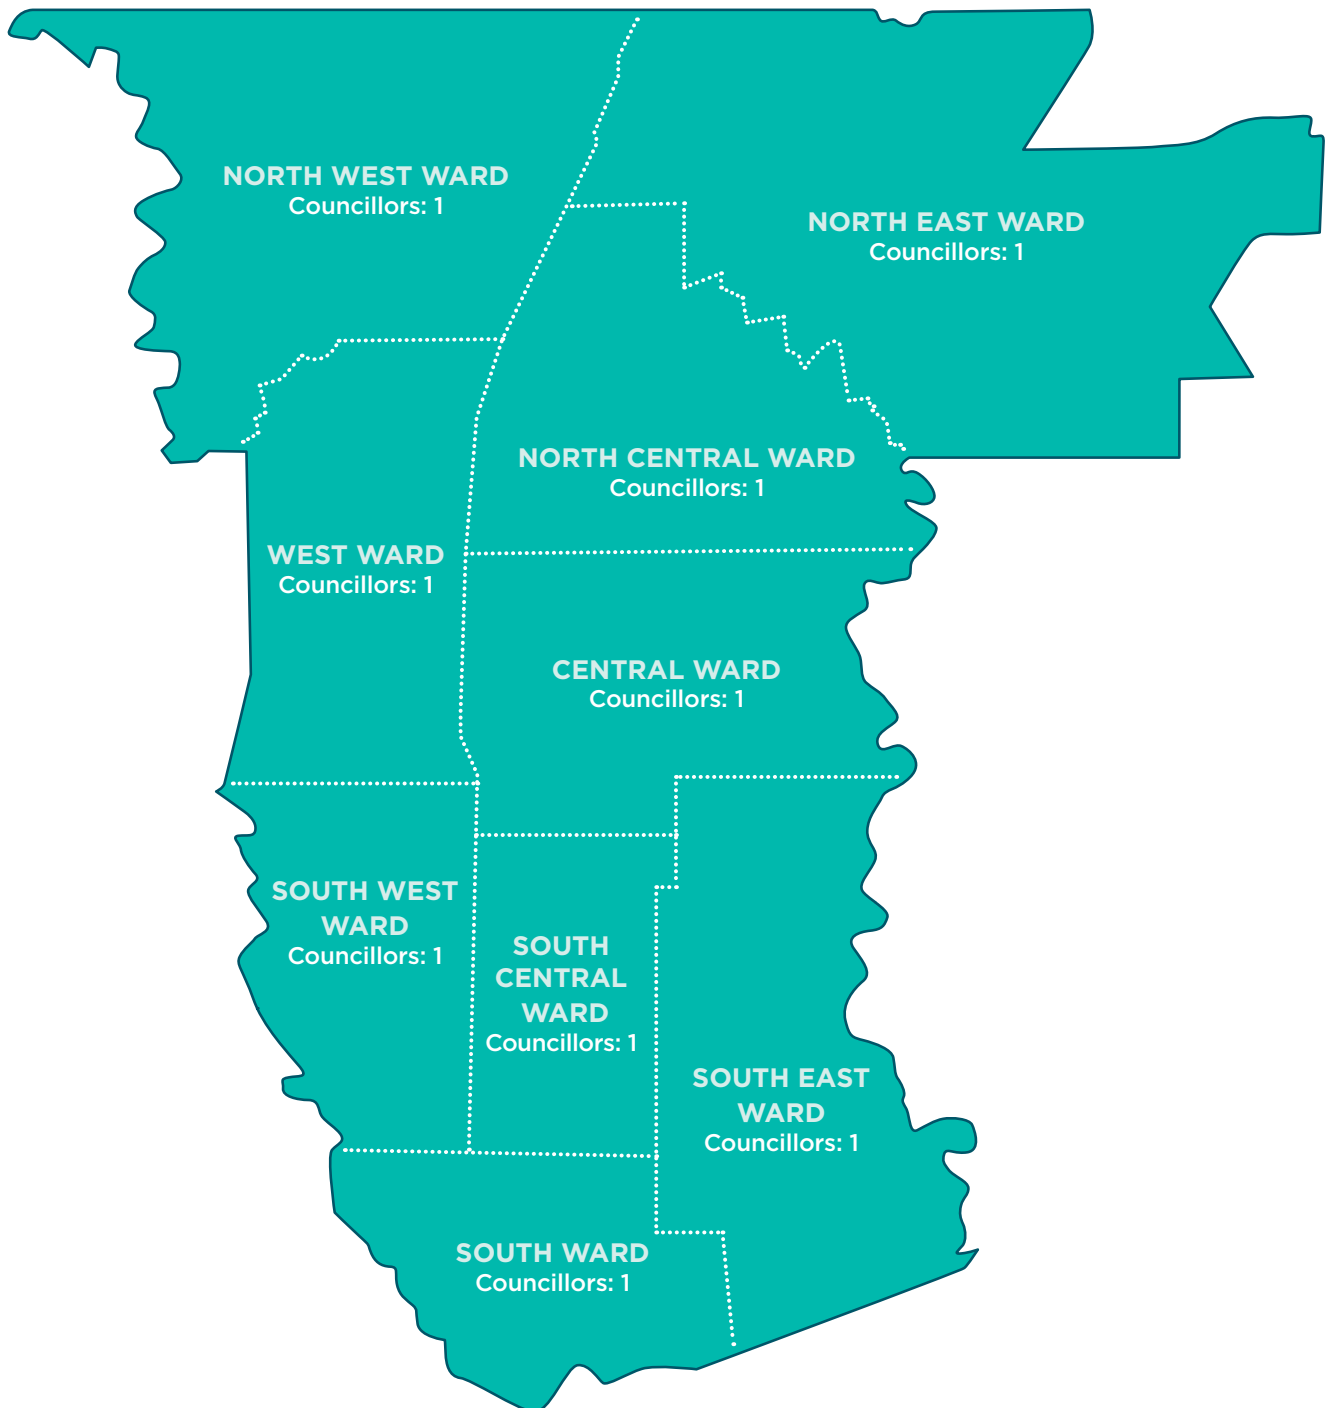 NORTH WEST WARD
Councillors: 1
NORTH EAST WARD
Councillors: 1
NORTH CENTRAL WARD
Councillors: 1
WEST WARD
Councillors: 1
CENTRAL WARD
Councillors: 1
SOUTH WEST
WARD
Councillors: 1
SOUTH
CENTRAL
WARD
Councillors: 1
SOUTH EAST
WARD
Councillors: 1
SOUTH WARD
Councillors: 1